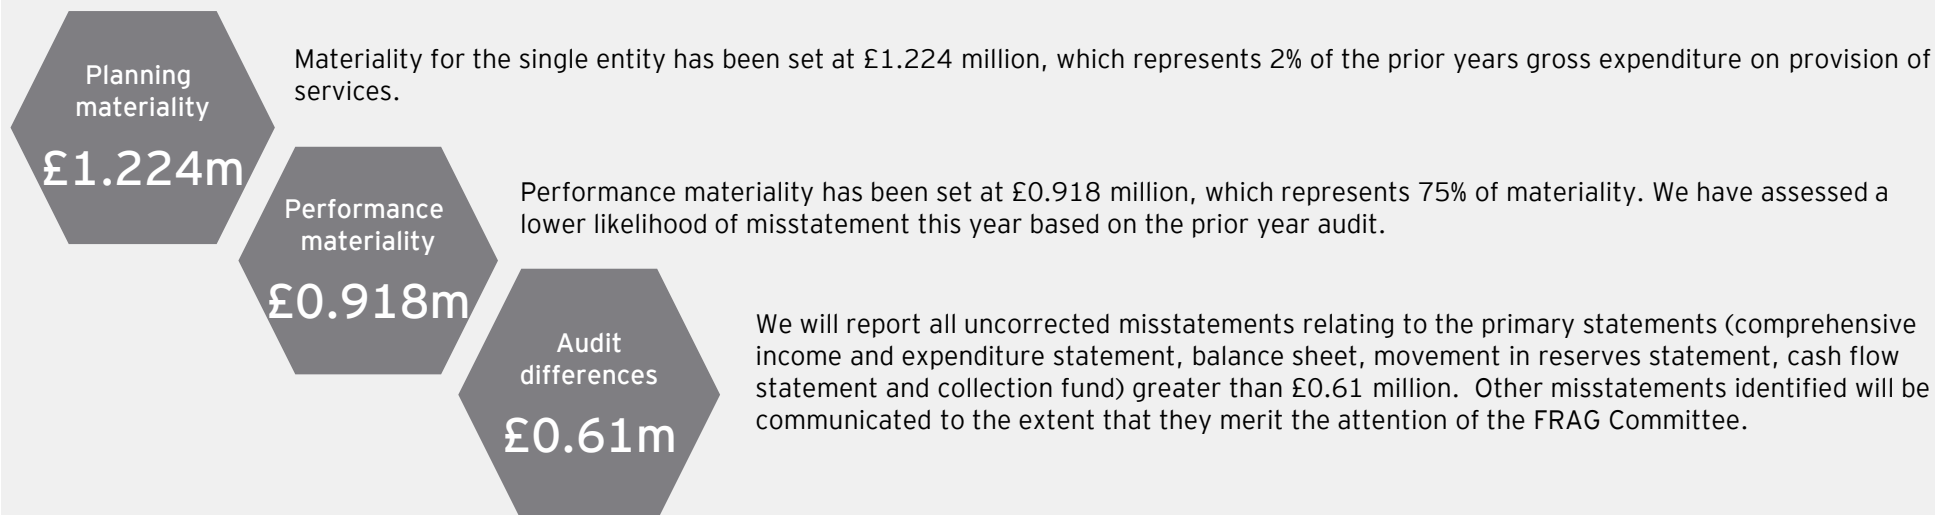 Planning
materiality
£1.224m
Materiality for the single entity has been set at £1.224 million, which represents 2% of the prior years gross expenditure on provision of
services.
Performance
materiality
£0.918m
Performance materiality has been set at £0.918 million, which represents 75% of materiality. We have assessed a
lower likelihood of misstatement this year based on the prior year audit.
Audit
differences
£0.61m
We will report all uncorrected misstatements relating to the primary statements (comprehensive
income and expenditure statement, balance sheet, movement in reserves statement, cash flow
statement and collection fund) greater than £0.61 million.  Other misstatements identified will be
communicated to the extent that they merit the attention of the FRAG Committee.